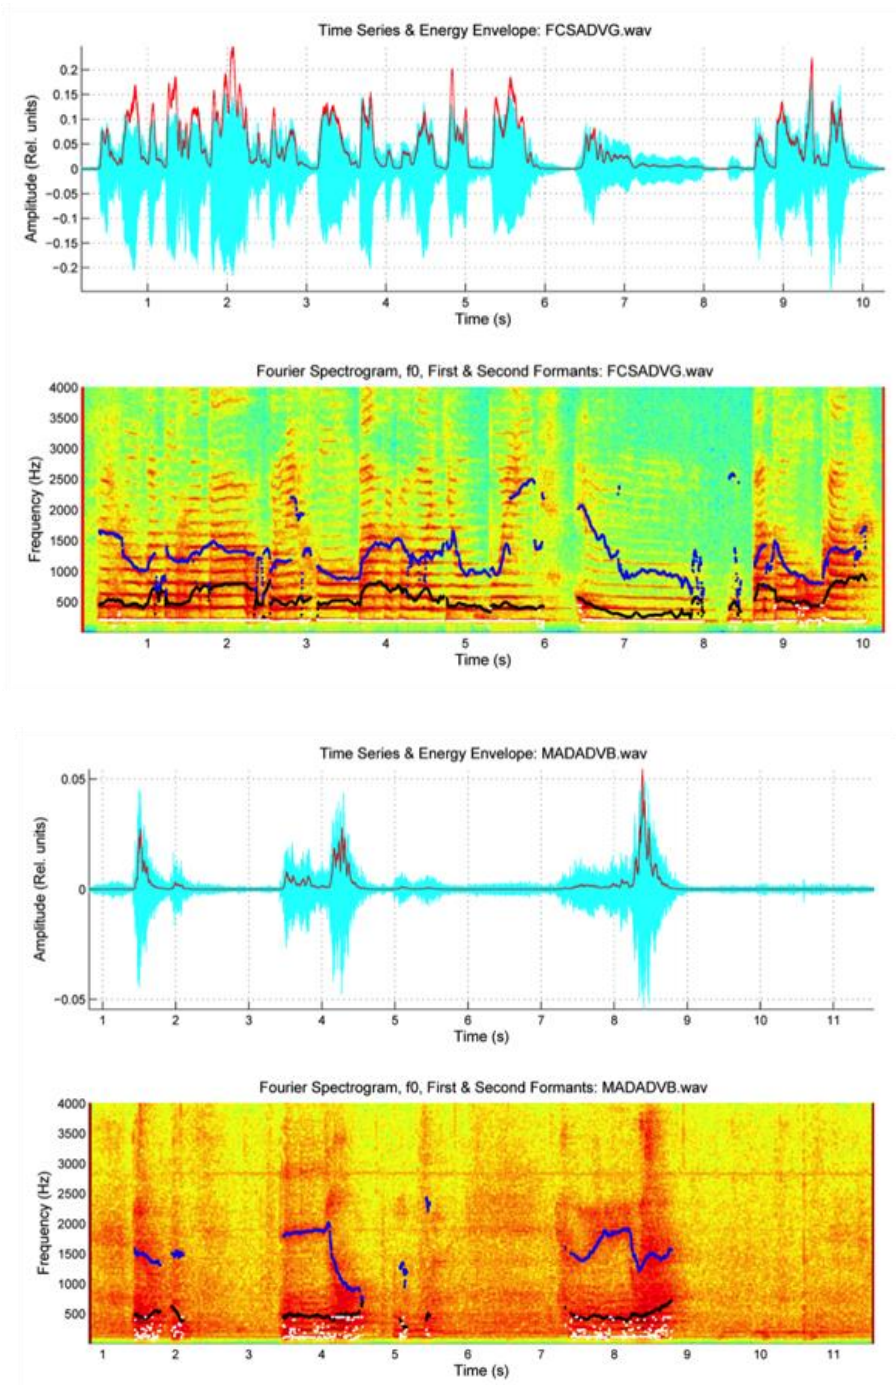 Time Series & Energy Envelope: FCSADVG.wav
Amplitude (Rel. units)
0.2
0.15
0.1
0.05
0
−0.05
−0.1
−0.15
−0.2
1 2 3 4 5 6 7 8 9 10
Time (s)
Fourier Spectrogram, f0, First & Second Formants: FCSADVG.wav
Frequency (Hz)
4000
3500
3000
2500
2000
1500
1000
500
1 2 3 4 5 6 7 8 9 10
Time (s)
Time Series & Energy Envelope: MADADVB.wav
Amplitude (Rel. units)
0.05
0
−0.05
1 2 3 4 5 6 7 8 9 10 11
Time (s)
Fourier Spectrogram, f0, First & Second Formants: MADADVB.wav
Frequency (Hz)
4000
3500
3000
2500
2000
1500
1000
500
1 2 3 4 5 6 7 8 9 10 11
Time (s)